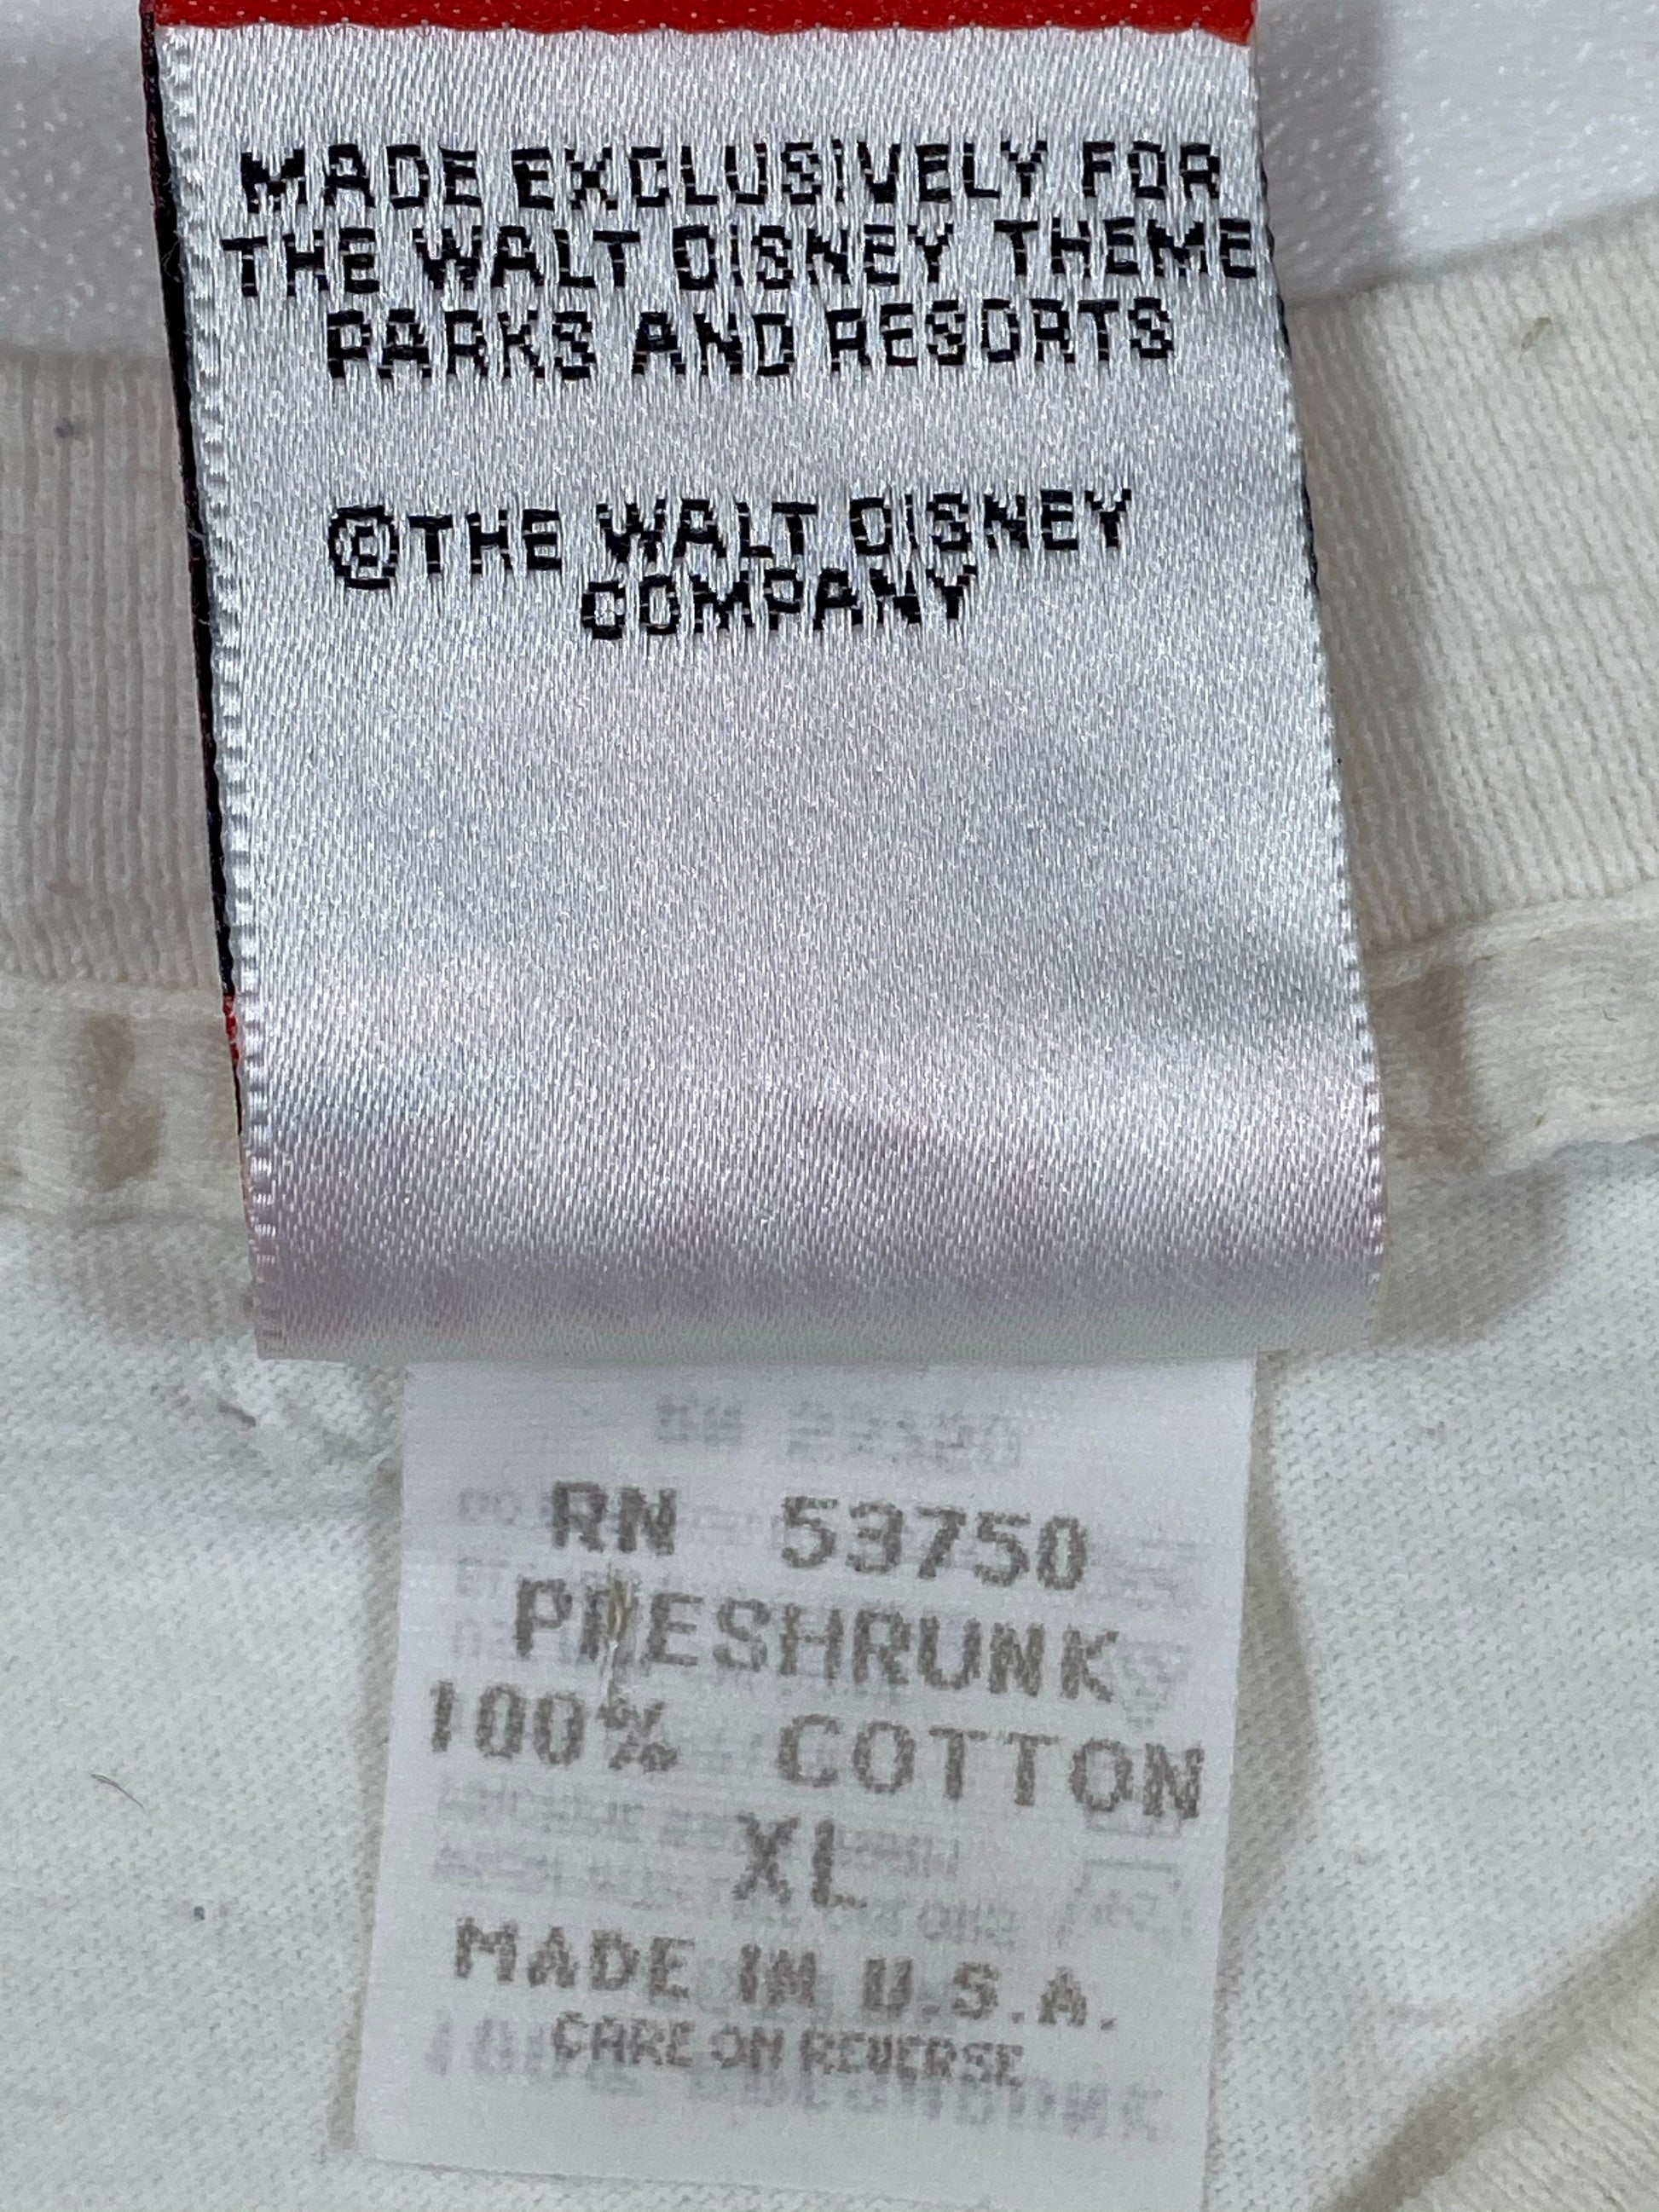 MADE EXCLUSIVELY FOR
THE WALT DISNEY THEME
PARKS AND RESORTS
©THE WALT DISNEY
COMPANY
RN 53750
PRESHRUNK
100% COTTON
XL
MADE IN U.S.A.
CARE ON REVERSE